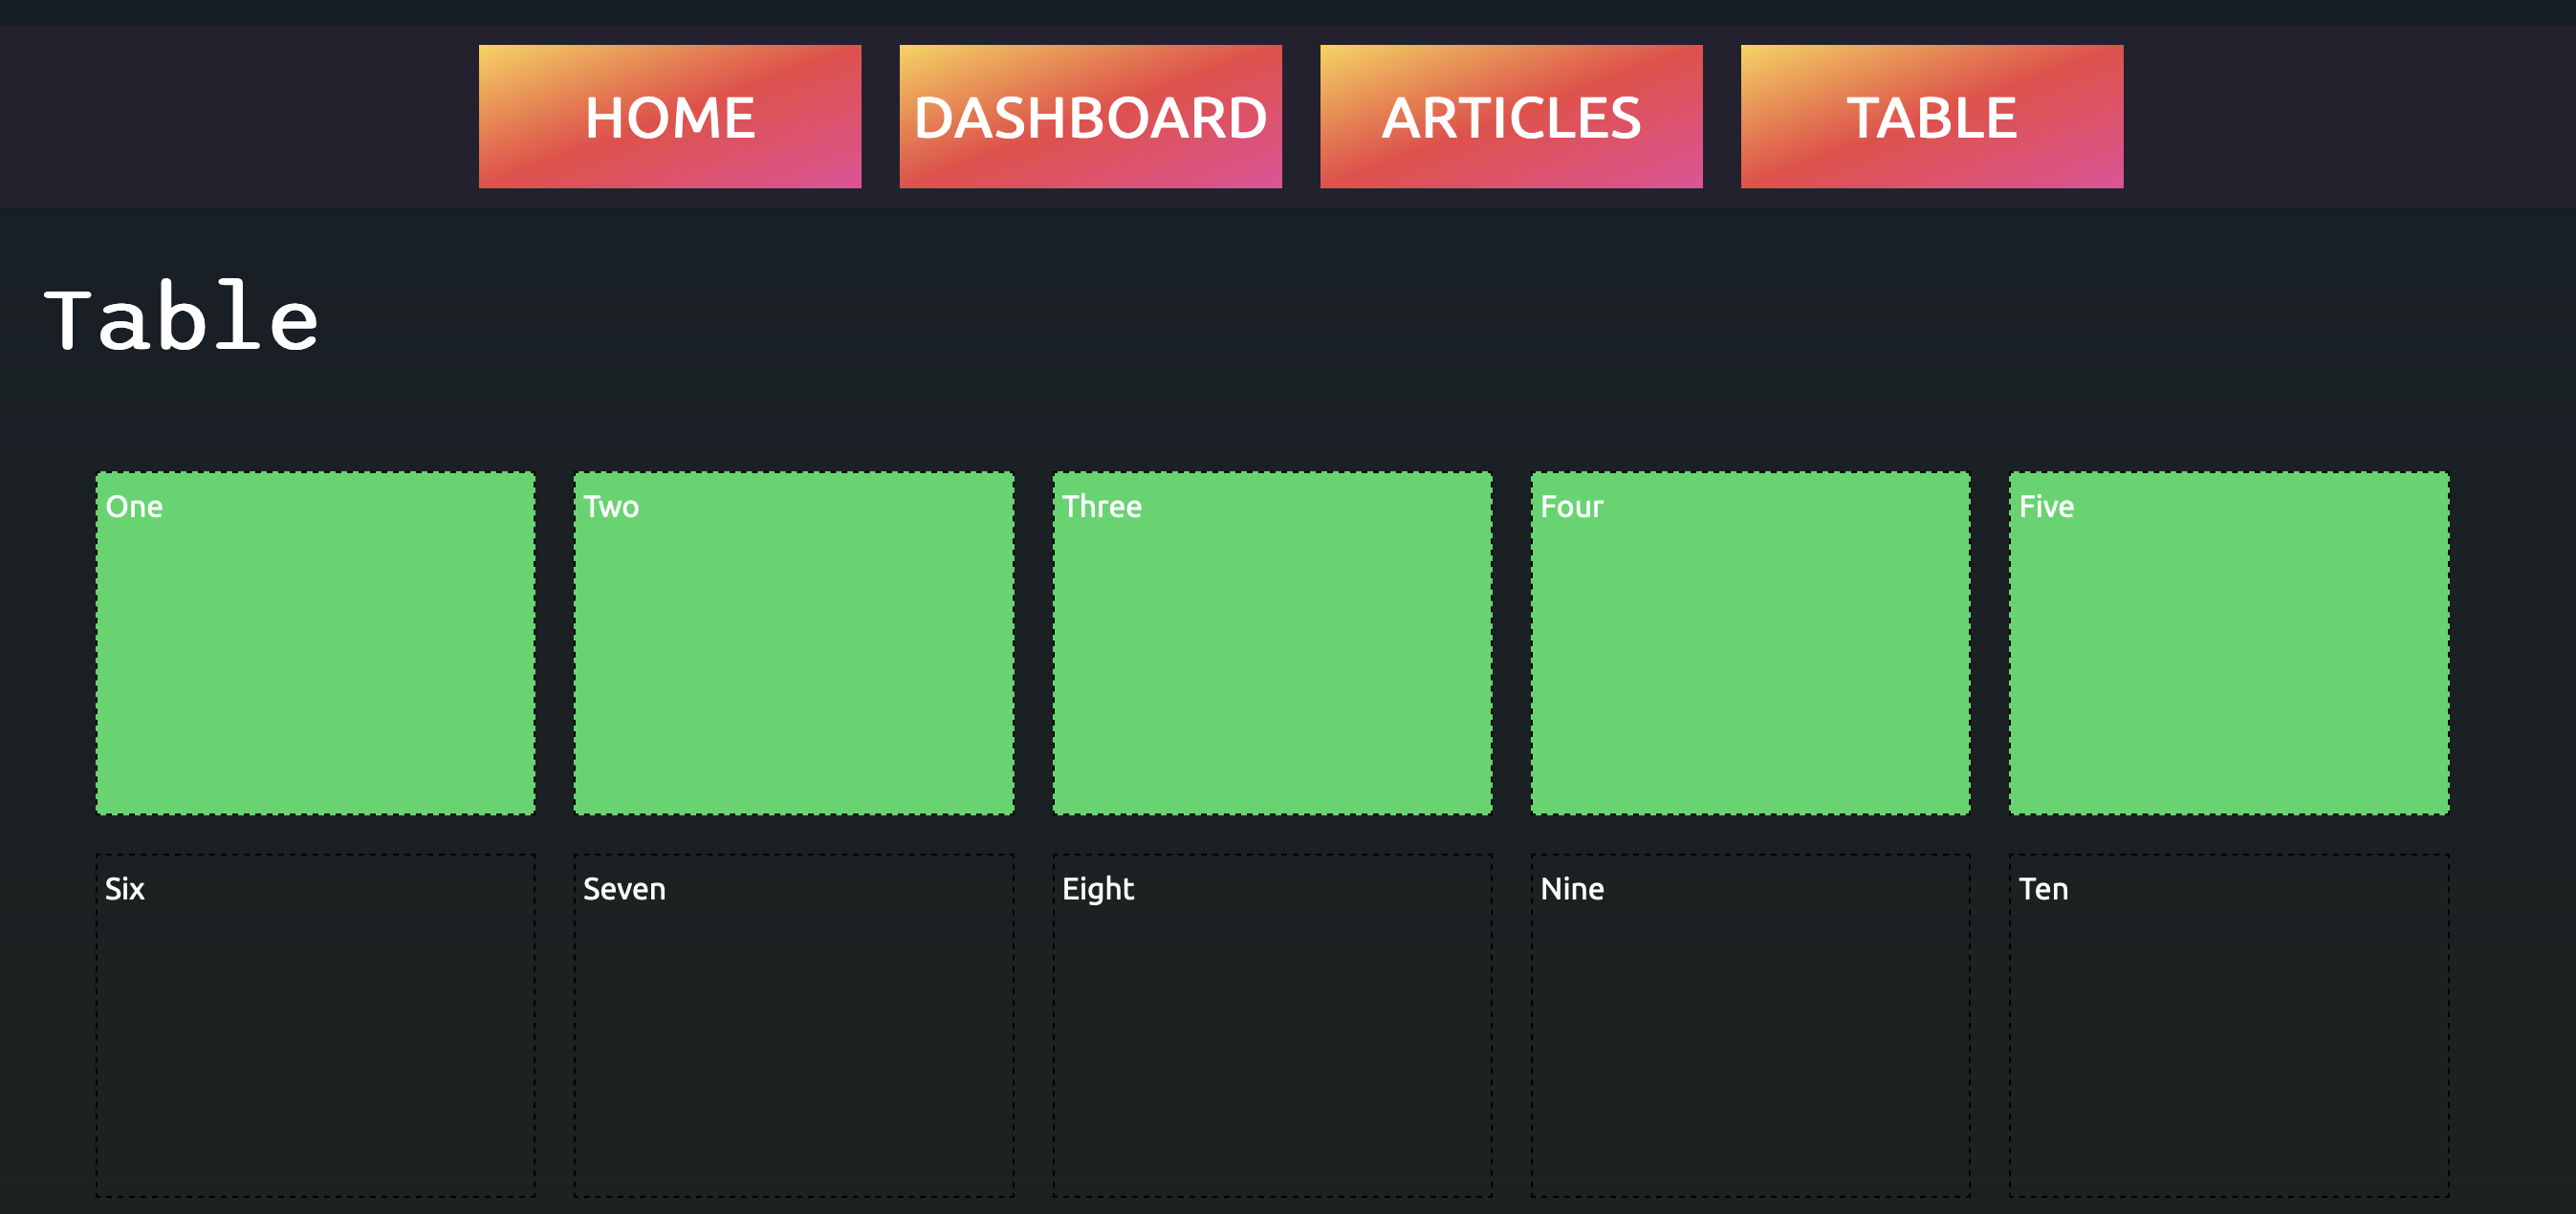 HOME DASHBOARD ARTICLES TABLE
Table
One Two Three Four Five
Six Seven Eight Nine Ten